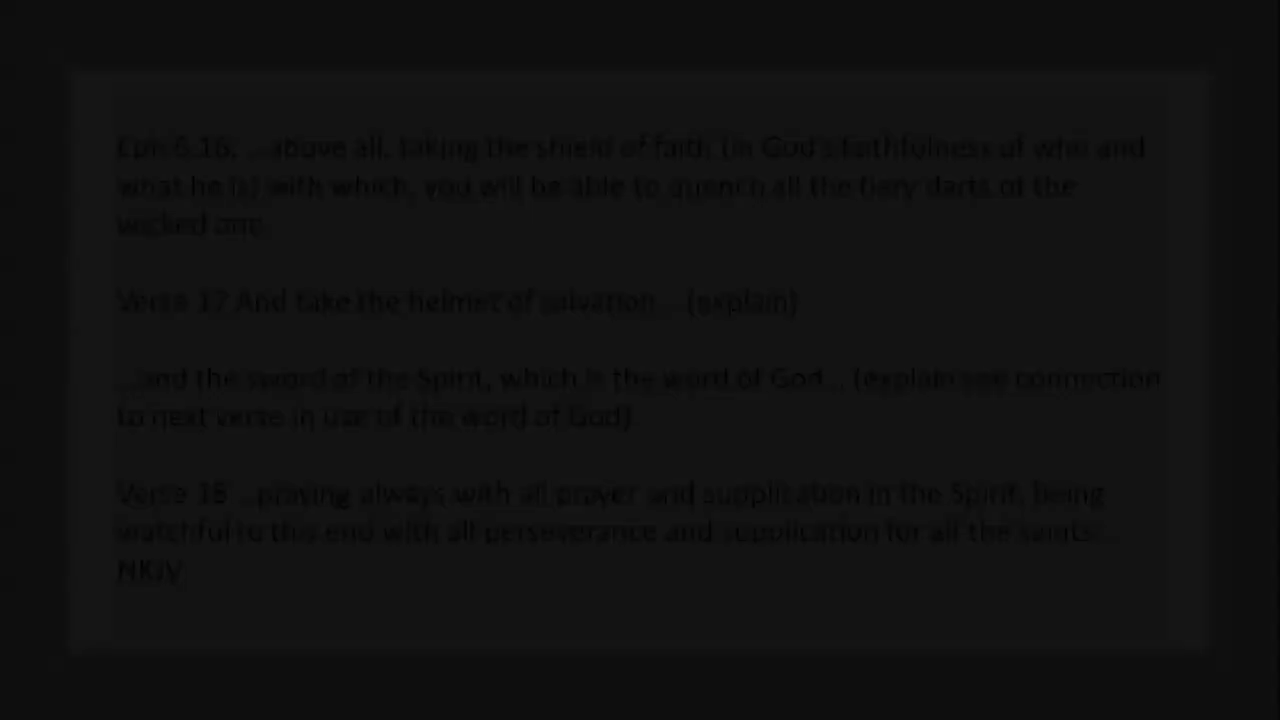 Eph 6:16, ...above all, taking the shield of faith (in God's faithfulness of who and
what he is) with which, you will be able to quench all the fiery darts of the
wicked one.
Verse 17 And take the helmet of salvation... (explain)
...and the sword of the Spirit, which is the word of God... (explain see connection
to next verse in use of the word of God)
Verse 18 ...praying always with all prayer and supplication in the Spirit, being
watchful to this end with all perseverance and supplication for all the saints...
NKJV